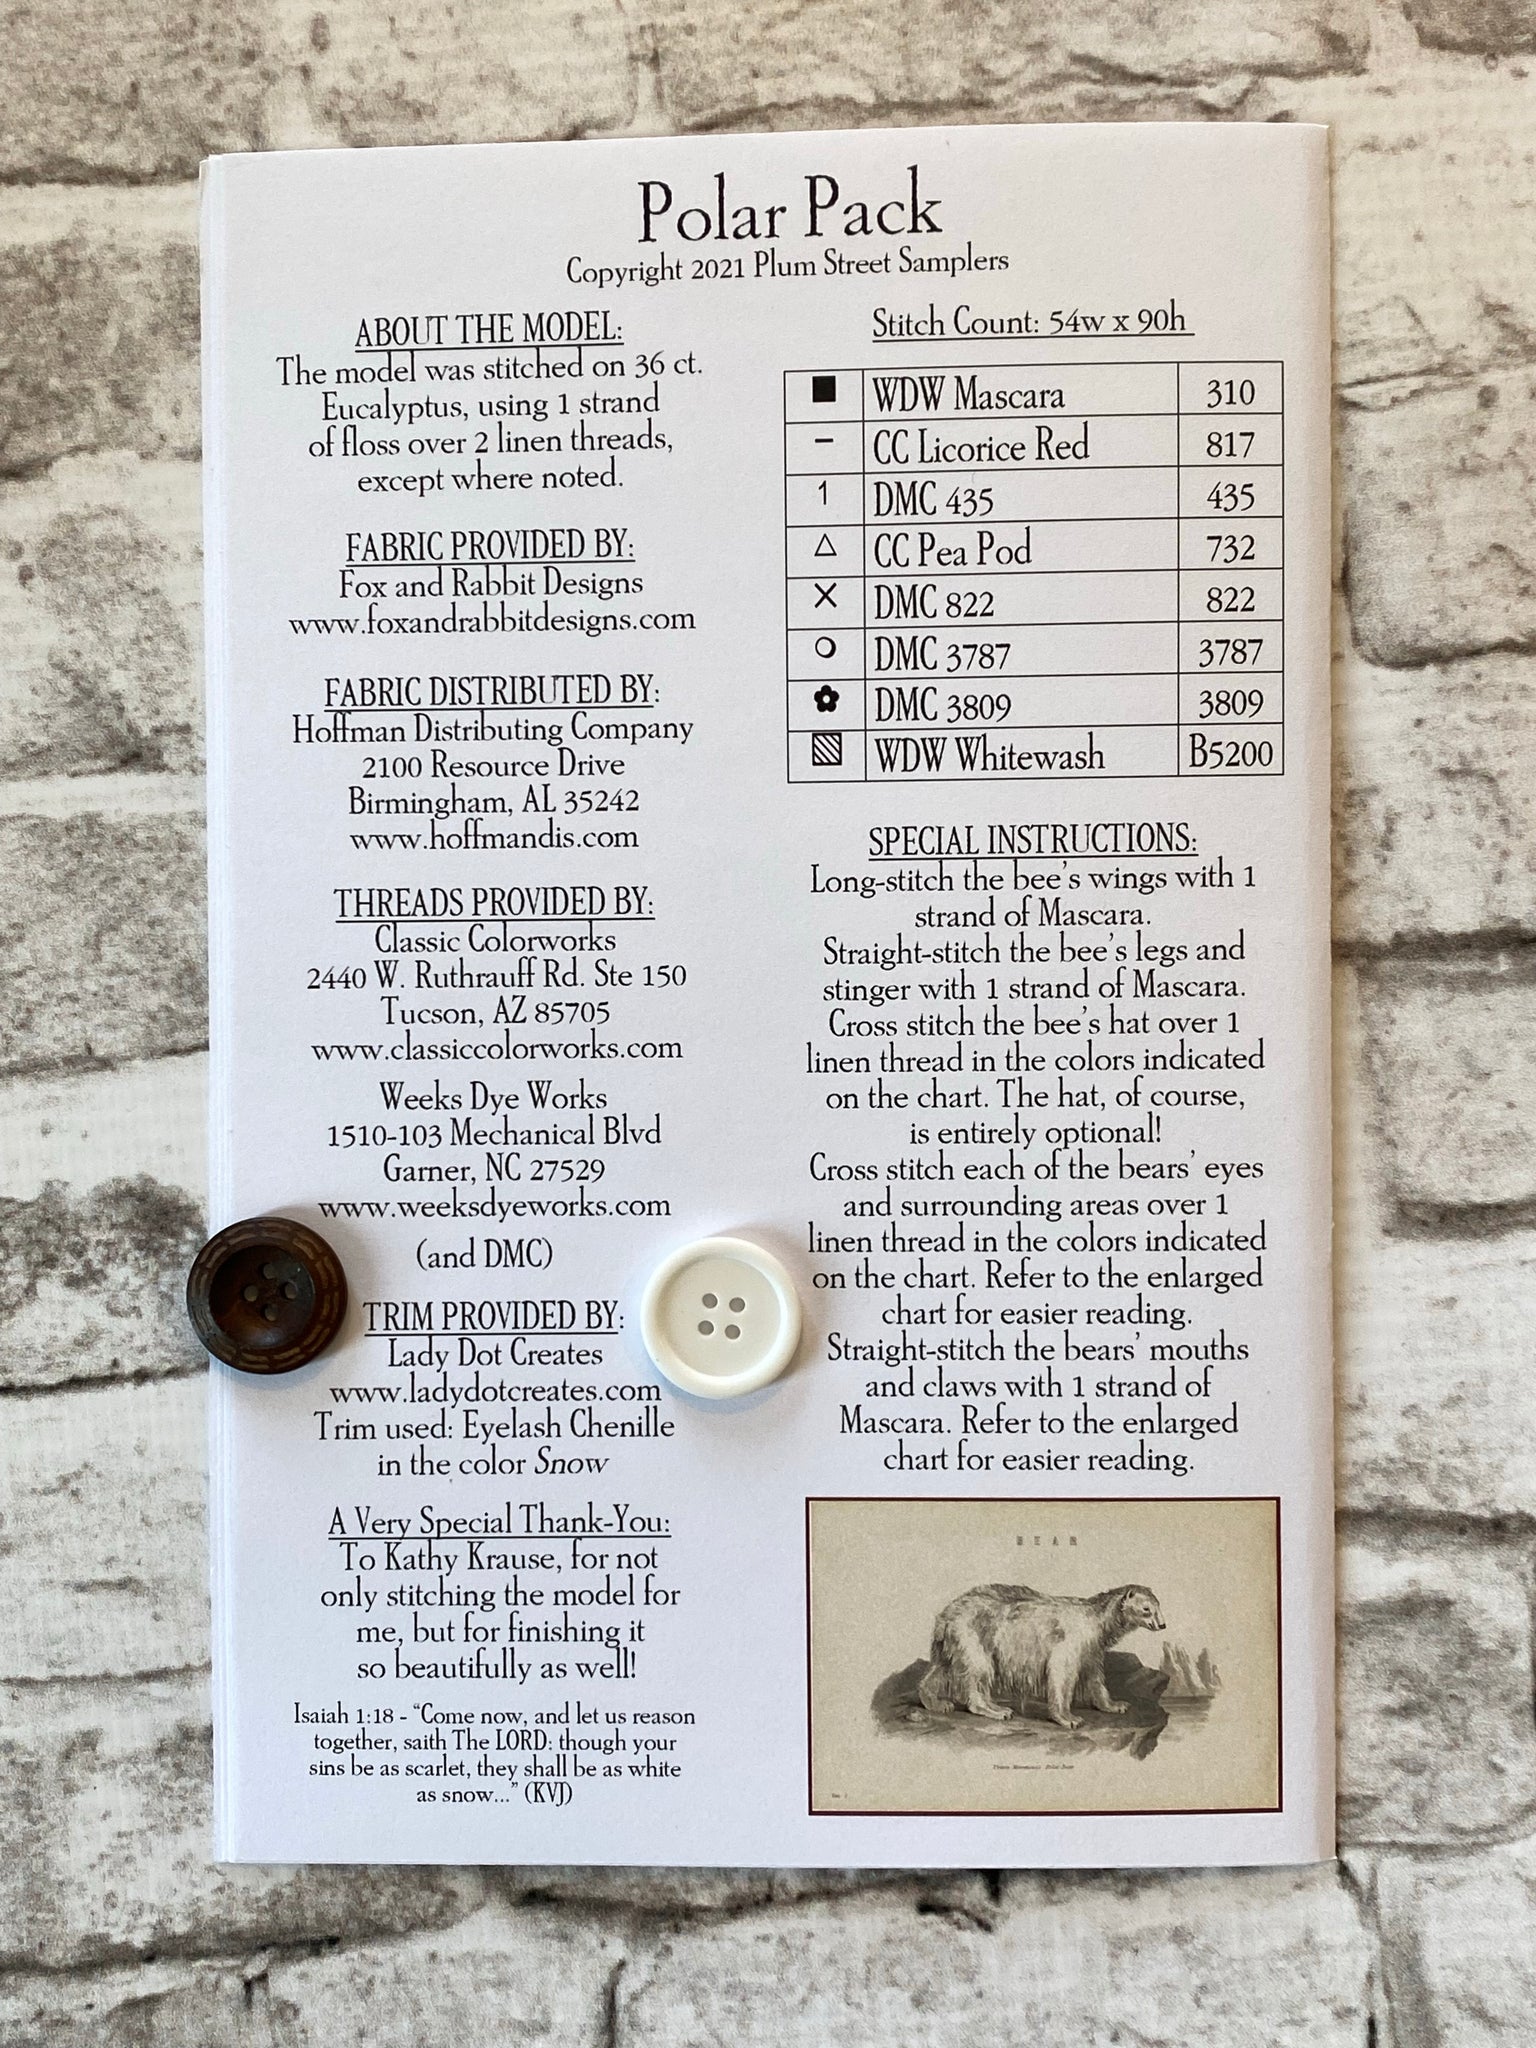 Polar Pack
Copyright 2021 Plum Street Samplers
ABOUT THE MODEL:
The model was stitched on 36 ct.
Eucalyptus, using 1 strand
of floss over 2 linen threads,
except where noted.
FABRIC PROVIDED BY:
Fox and Rabbit Designs
www.foxandrabbitdesigns.com
FABRIC DISTRIBUTED BY:
Hoffman Distributing Company
2100 Resource Drive
Birmingham, AL 35242
www.hoffmandis.com
THREADS PROVIDED BY:
Classic Colorworks
2440 W. Ruthrauff Rd. Ste 150
Tucson, AZ 85705
www.classiccolorworks.com
Weeks Dye Works
1510-103 Mechanical Blvd
Garner, NC 27529
www.weeksdyeworks.com
(and DMC)
TRIM PROVIDED BY:
Lady Dot Creates
www.ladydotcreates.com
Trim used: Eyelash Chenille
in the color Snow
A Very Special Thank-You:
To Kathy Krause, for not
only stitching the model for
me, but for finishing it
so beautifully as well!
Isaiah 1:18 - “Come now, and let us reason
together, saith The LORD: though your
sins be as scarlet, they shall be as white
as snow...” (KVJ)
Stitch Count: 54w x 90h
■ WDW Mascara 310
– CC Licorice Red 817
1 DMC 435 435
△ CC Pea Pod 732
X DMC 822 822
DMC 3787 3787
DMC 3809 3809
WDW Whitewash B5200
SPECIAL INSTRUCTIONS:
Long-stitch the bee’s wings with 1
strand of Mascara.
Straight-stitch the bee’s legs and
stinger with 1 strand of Mascara.
Cross stitch the bee’s hat over 1
linen thread in the colors indicated
on the chart. The hat, of course,
is entirely optional!
Cross stitch each of the bears’ eyes
and surrounding areas over 1
linen thread in the colors indicated
on the chart. Refer to the enlarged
chart for easier reading.
Straight-stitch the bears’ mouths
and claws with 1 strand of
Mascara. Refer to the enlarged
chart for easier reading.
BEAR
Polar Bear